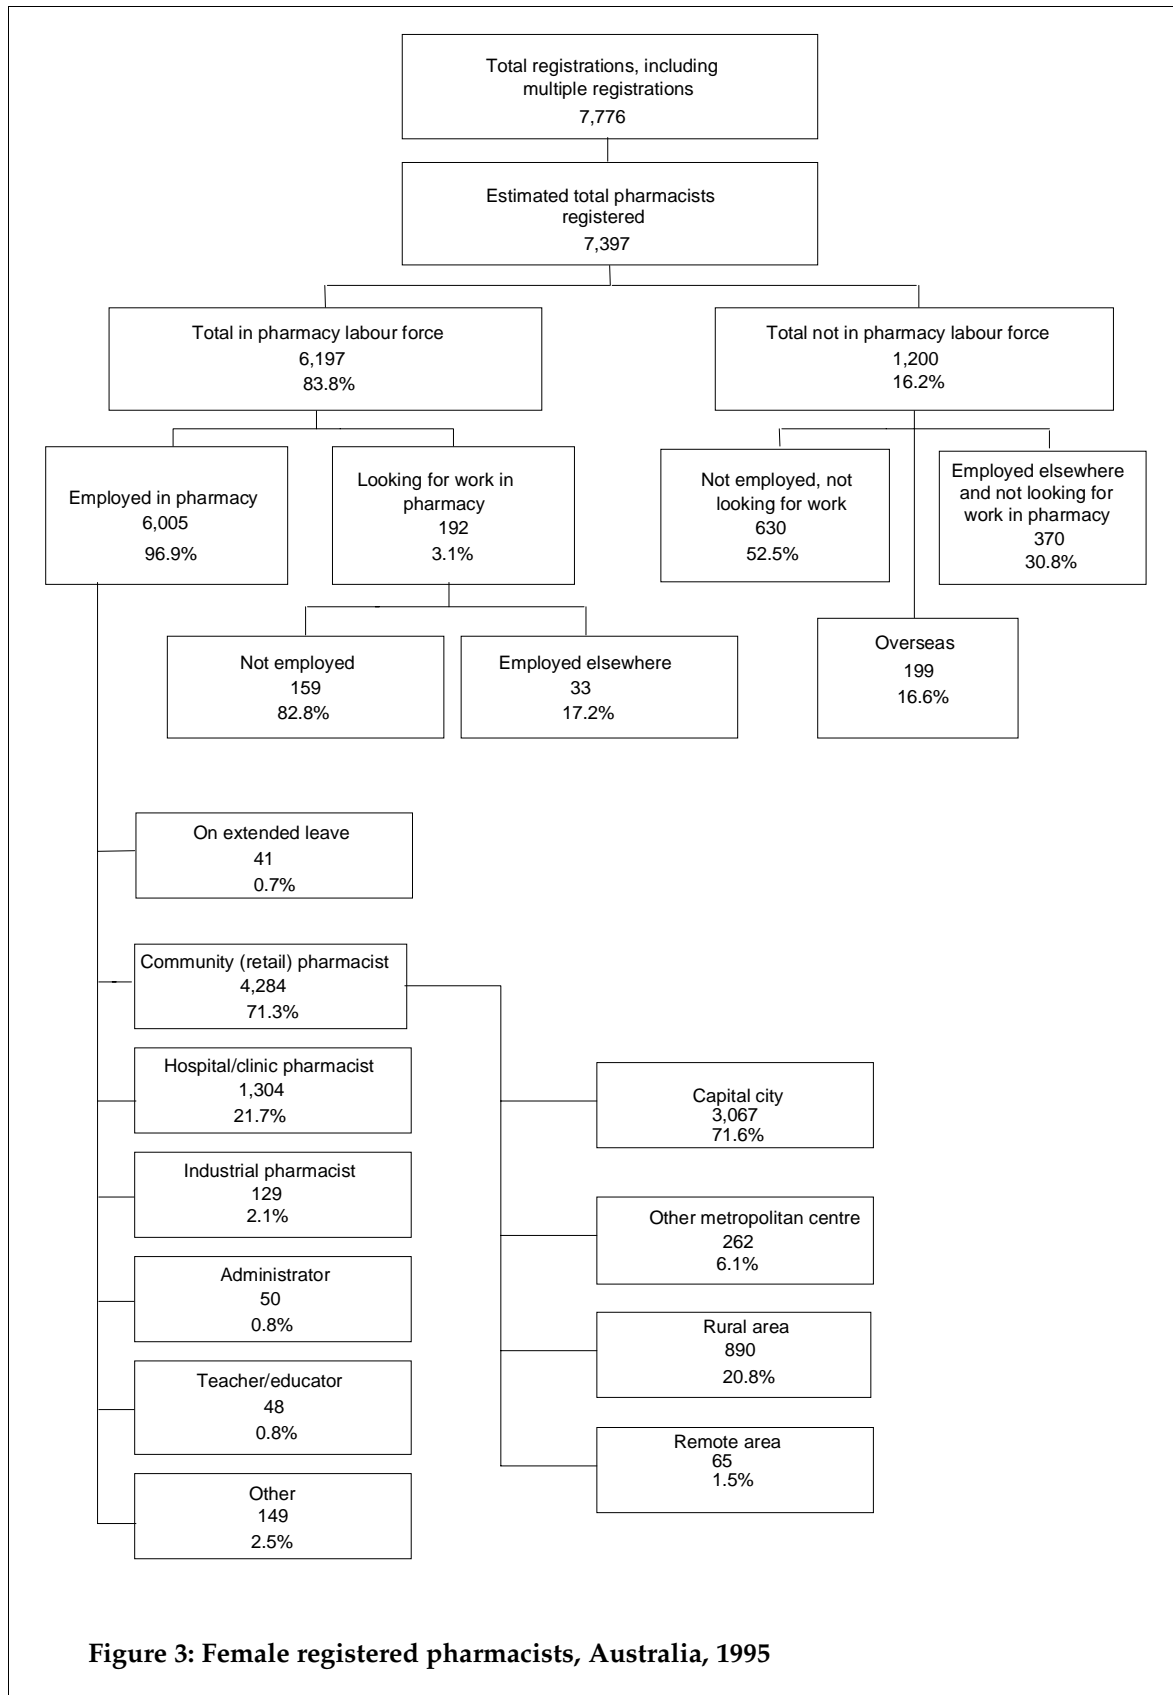 Total registrations, including
multiple registrations
7,776
Estimated total pharmacists
registered
7,397
Total in pharmacy labour force
6,197
83.8%
Total not in pharmacy labour force
1,200
16.2%
Employed in pharmacy
6,005
96.9%
Looking for work in
pharmacy
192
3.1%
Not employed, not
looking for work
630
52.5%
Employed elsewhere
and not looking for
work in pharmacy
370
30.8%
Not employed
159
82.8%
Employed elsewhere
33
17.2%
Overseas
199
16.6%
On extended leave
41
0.7%
Community (retail) pharmacist
4,284
71.3%
Hospital/clinic pharmacist
1,304
21.7%
Industrial pharmacist
129
2.1%
Administrator
50
0.8%
Teacher/educator
48
0.8%
Other
149
2.5%
Capital city
3,067
71.6%
Other metropolitan centre
262
6.1%
Rural area
890
20.8%
Remote area
65
1.5%
Figure 3: Female registered pharmacists, Australia, 1995